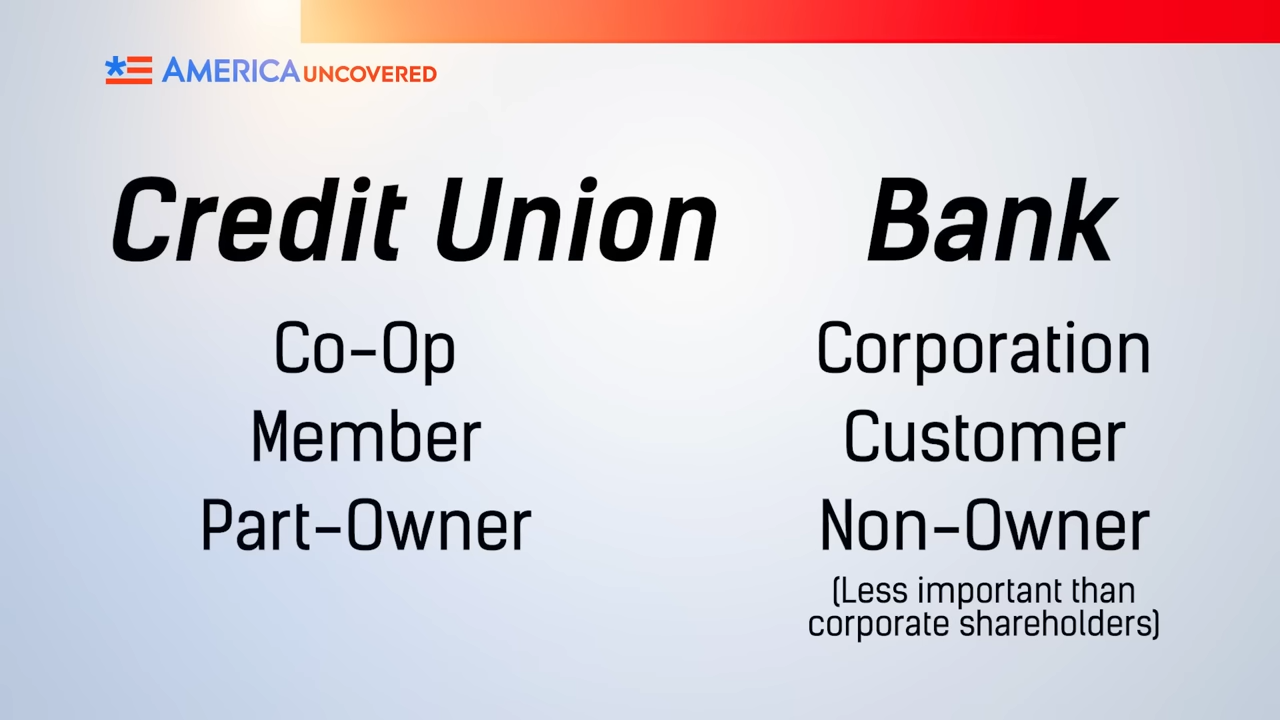 AMERICA UNCOVERED
Credit Union
Bank
Co-Op
Corporation
Member
Customer
Part-Owner
Non-Owner
(Less important than
corporate shareholders)